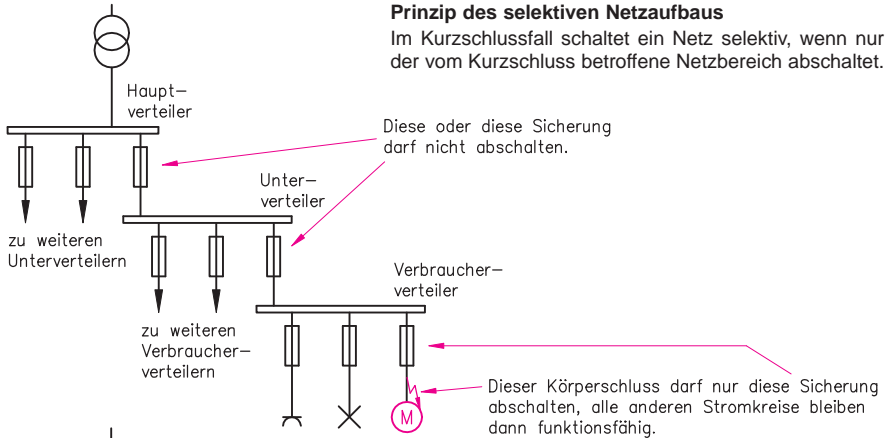 Prinzip des selektiven Netzaufbaus
Im Kurzschlussfall schaltet ein Netz selektiv, wenn nur
der vom Kurzschluss betroffene Netzbereich abschaltet.
Haupt–
verteiler
Diese oder diese Sicherung
darf nicht abschalten.
Unter–
verteiler
zu weiteren
Unterverteilern
Verbraucher–
verteiler
zu weiteren
Verbraucher–
verteilern
Dieser Körperschluss darf nur diese Sicherung
abschalten, alle anderen Stromkreise bleiben
dann funktionsfähig.
M